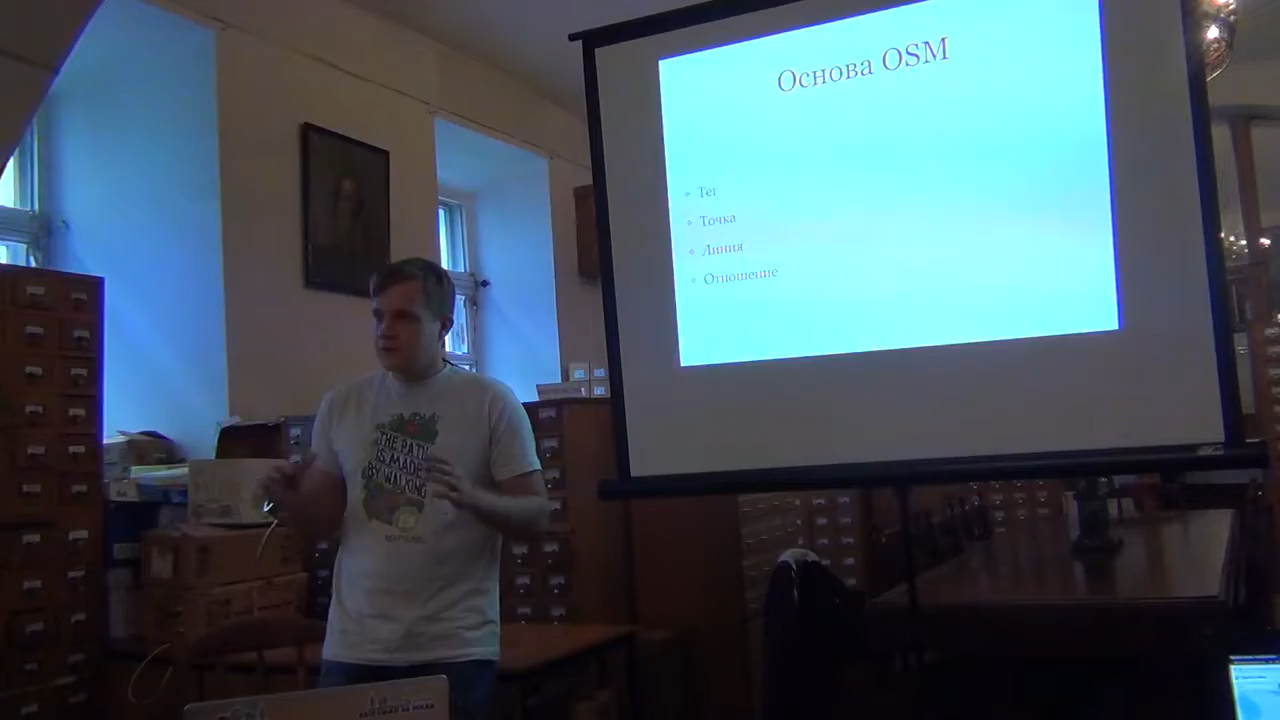 Основа OSM
Тег
Точка
Линия
Отношение
THE PATH
IS MADE
BY WALKING